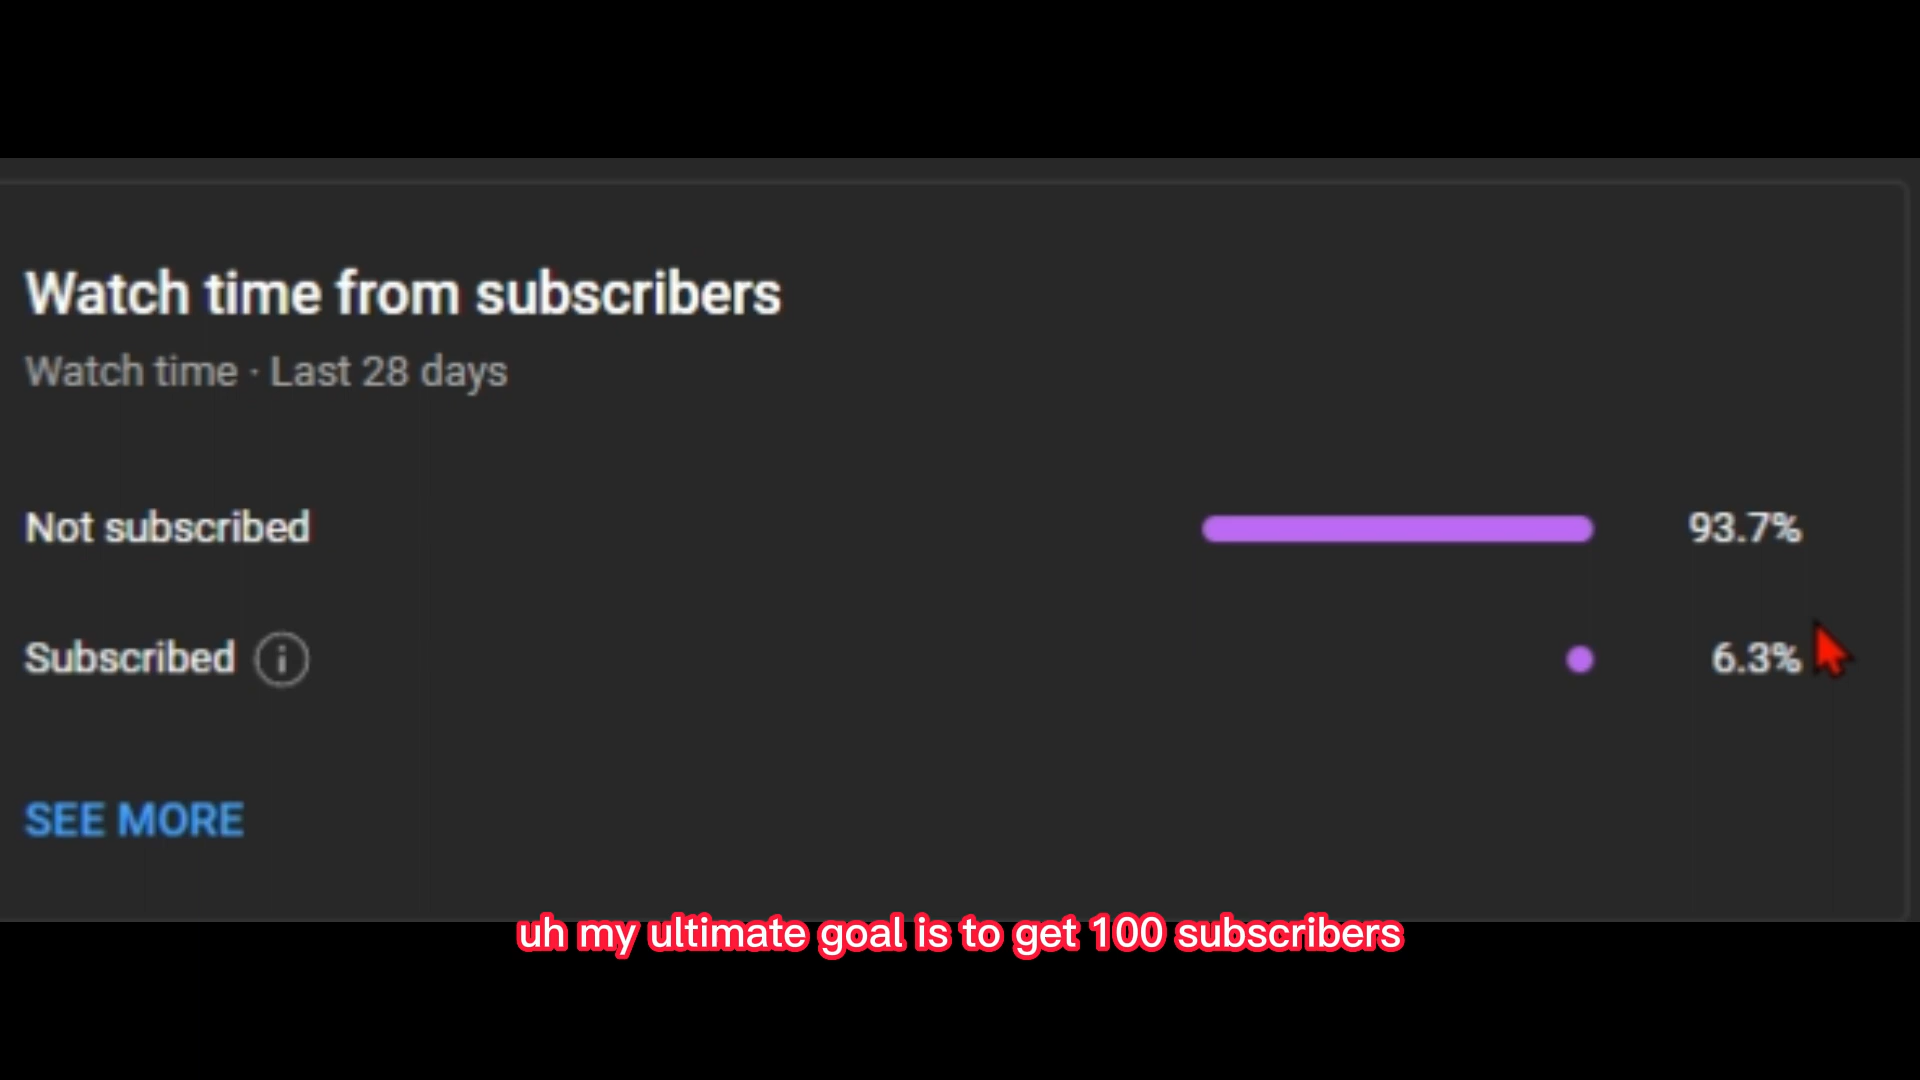 Watch time from subscribers
Watch time · Last 28 days
Not subscribed 93.7%
Subscribed 6.3%
SEE MORE
uh my ultimate goal is to get 100 subscribers